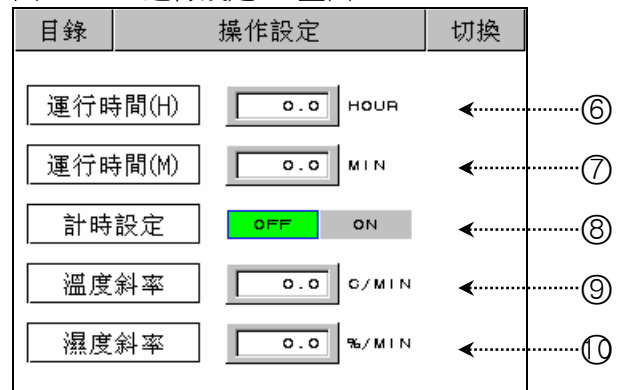 目錄 操作設定 切換
運行時間(H) 0.0 HOUR ⑥
運行時間(M) 0.0 MIN ⑦
計時設定 OFF ON ⑧
溫度斜率 0.0 C/MIN ⑨
濕度斜率 0.0 %/MIN ⑩